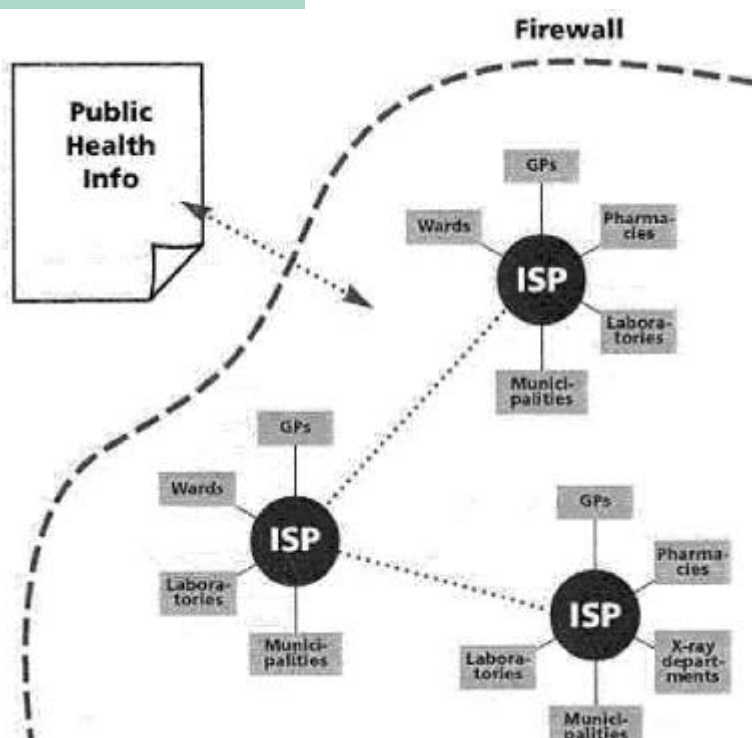 Firewall
Public
Health
Info
GPs
Wards
Pharma-
cies
ISP
Labora-
tories
Munici-
palities
GPs
Wards
ISP
Labora-
tories
Munici-
palities
GPs
Pharma-
cies
ISP
Labora-
tories
X-ray
depart-
ments
Munici-
palities